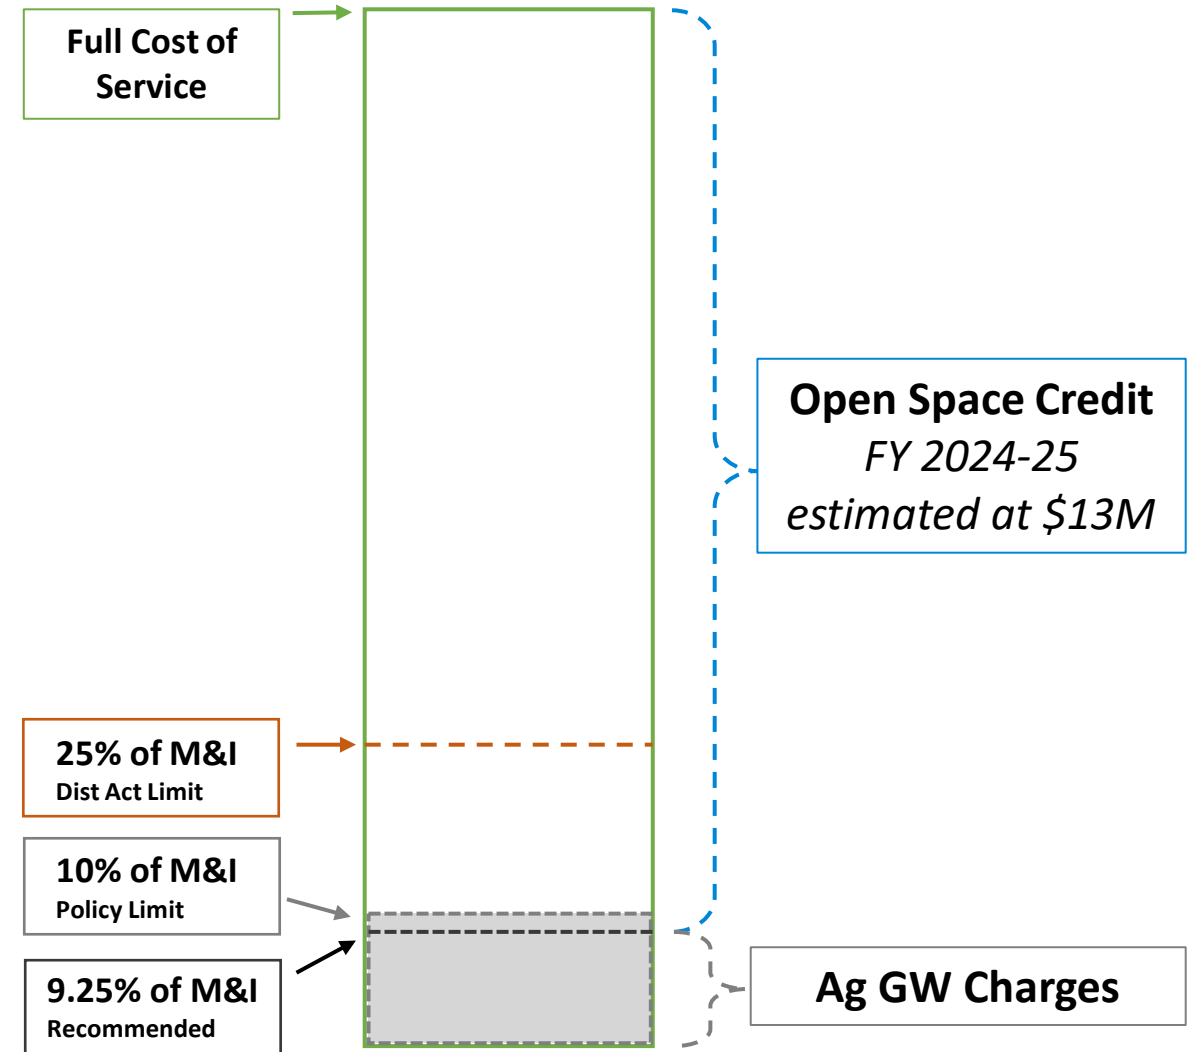 Full Cost of
Service
Open Space Credit
FY 2024-25
estimated at $13M
25% of M&I
Dist Act Limit
10% of M&I
Policy Limit
9.25% of M&I
Recommended
Ag GW Charges